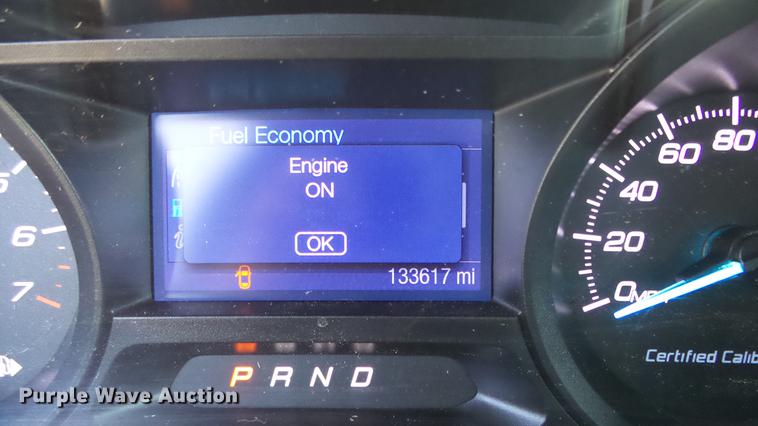 Fuel Economy
Engine
ON
OK
133617 mi
5
6
7
0 20 40 60 80
P R N D
Certified Calib
Purple Wave Auction